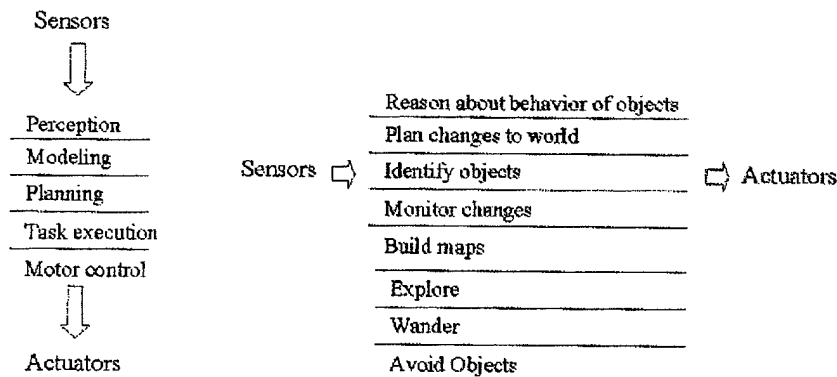 Sensors
Perception
Modeling
Planning
Task execution
Motor control
Actuators
Sensors
Reason about behavior of objects
Plan changes to world
Identify objects
Monitor changes
Build maps
Explore
Wander
Avoid Objects
Actuators